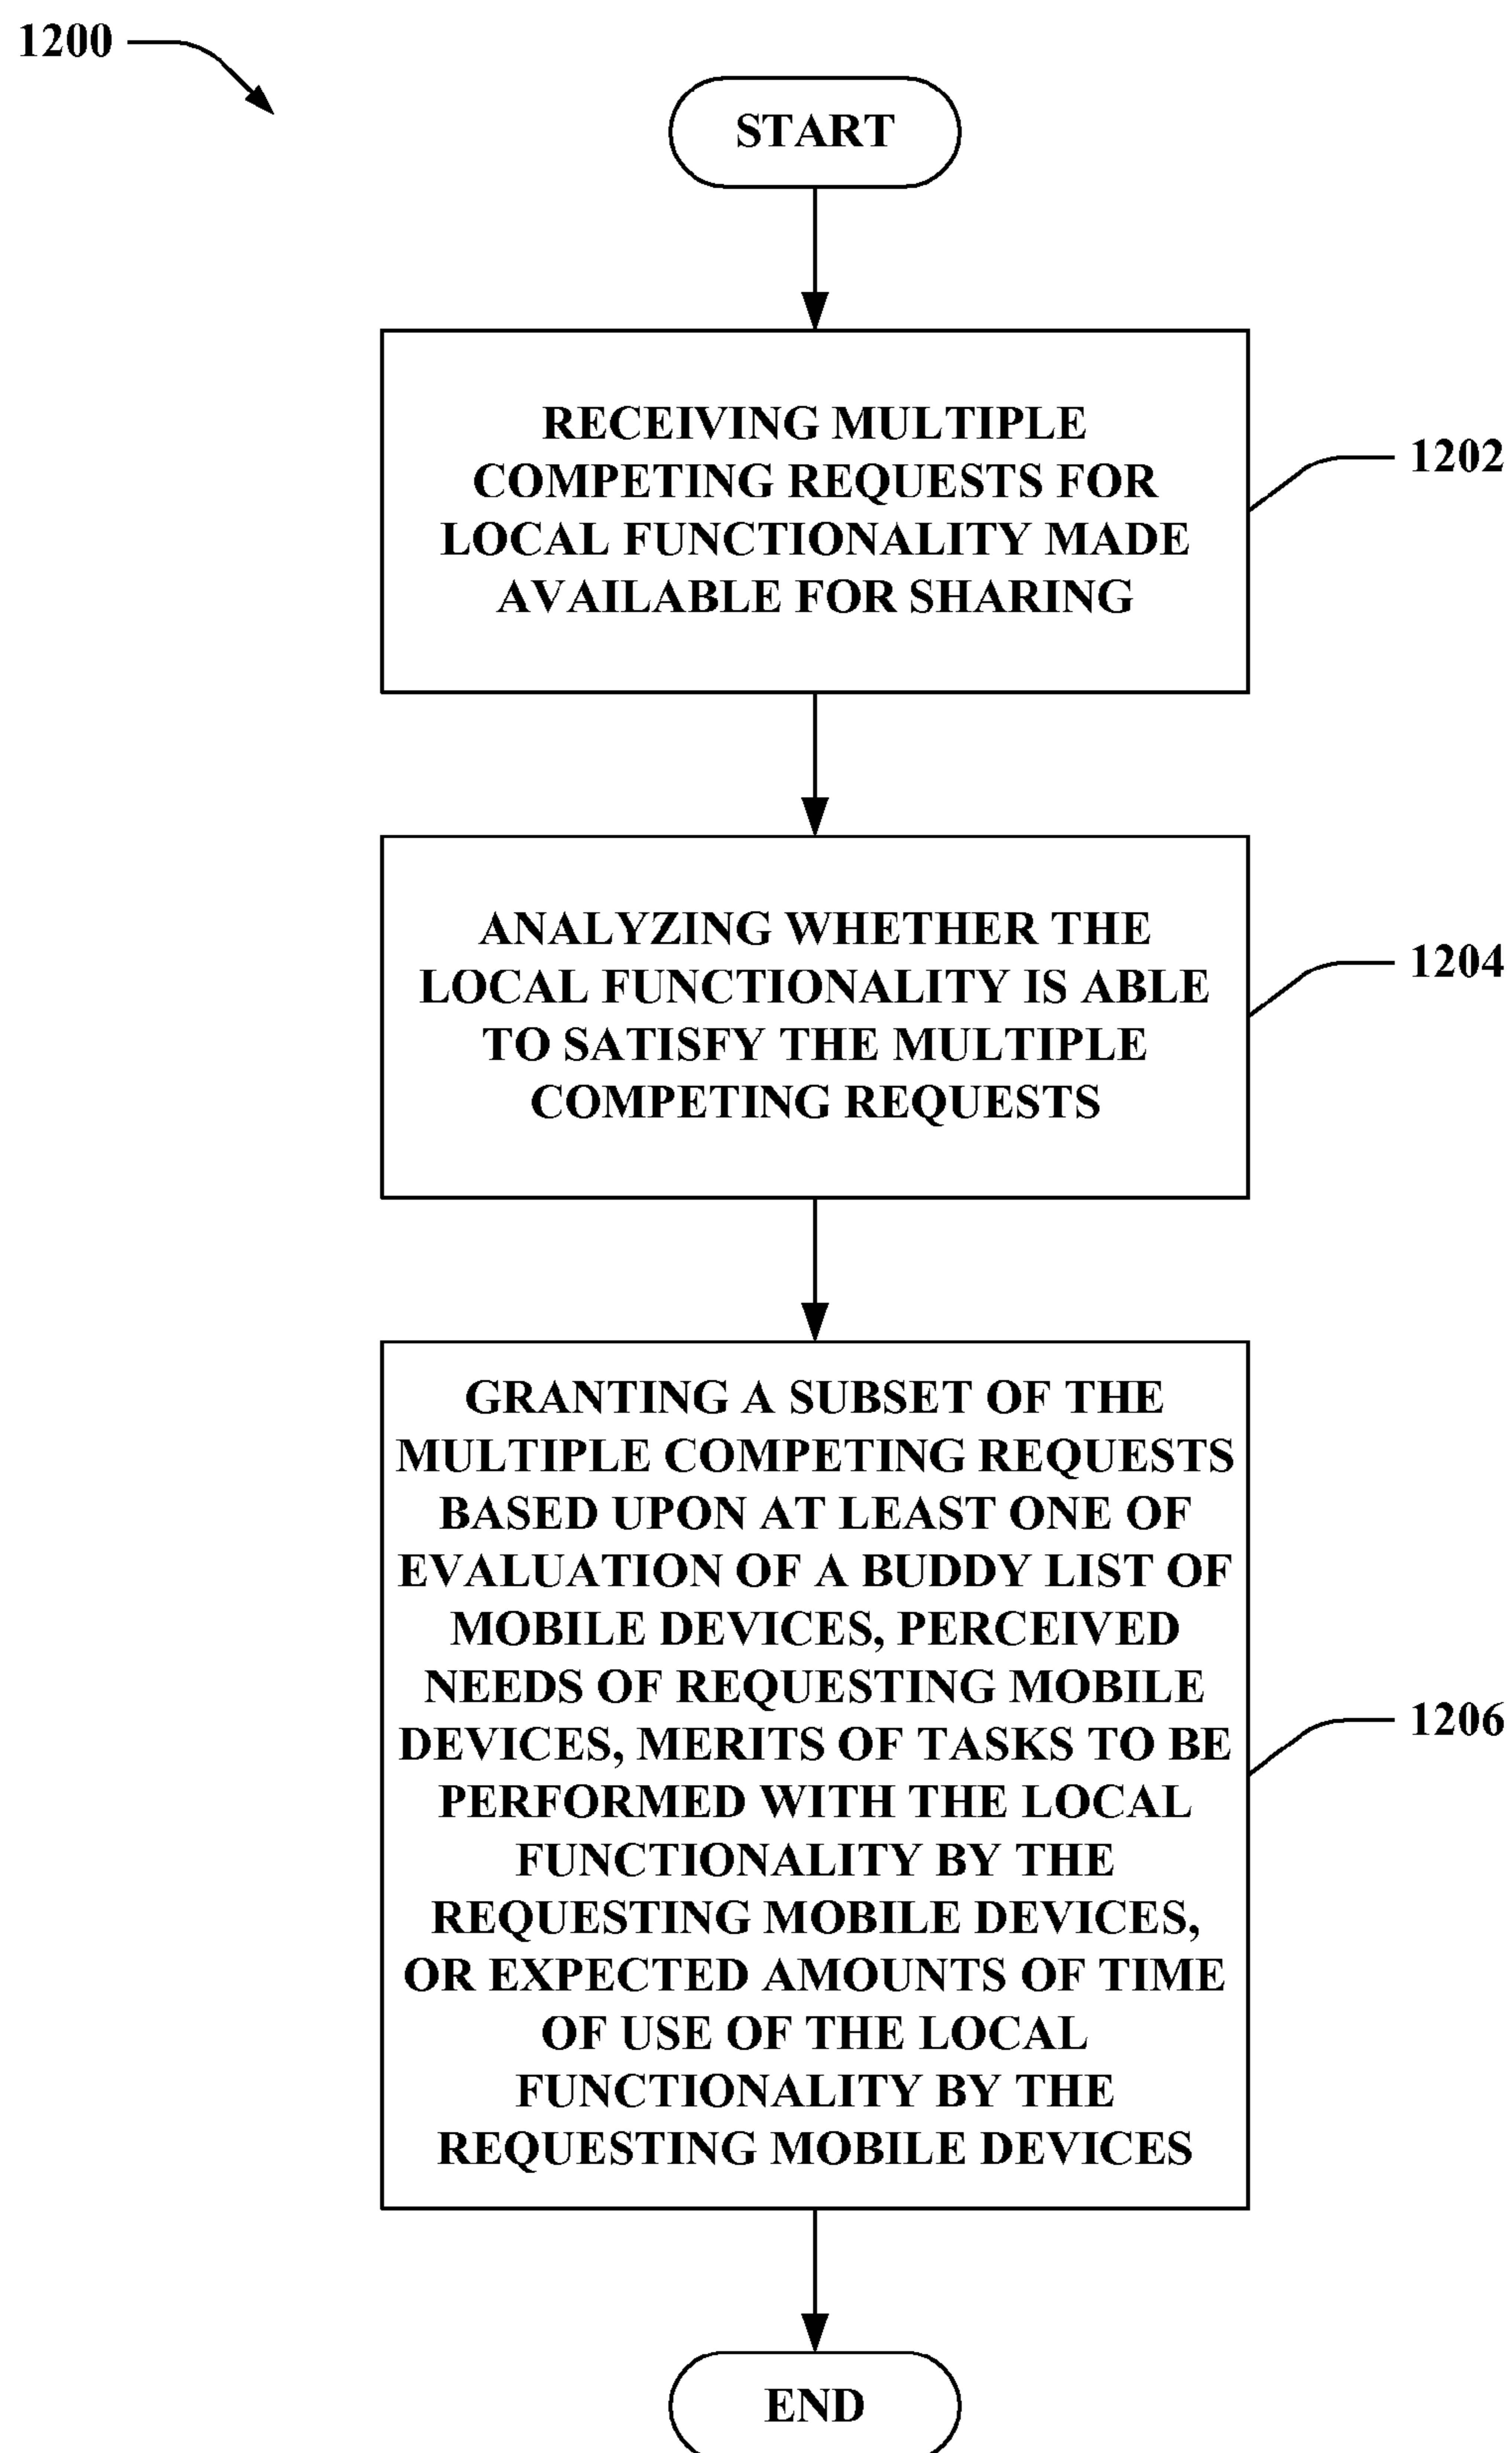 1200
START
RECEIVING MULTIPLE
COMPETING REQUESTS FOR
LOCAL FUNCTIONALITY MADE
AVAILABLE FOR SHARING
1202
ANALYZING WHETHER THE
LOCAL FUNCTIONALITY IS ABLE
TO SATISFY THE MULTIPLE
COMPETING REQUESTS
1204
GRANTING A SUBSET OF THE
MULTIPLE COMPETING REQUESTS
BASED UPON AT LEAST ONE OF
EVALUATION OF A BUDDY LIST OF
MOBILE DEVICES, PERCEIVED
NEEDS OF REQUESTING MOBILE
DEVICES, MERITS OF TASKS TO BE
PERFORMED WITH THE LOCAL
FUNCTIONALITY BY THE
REQUESTING MOBILE DEVICES,
OR EXPECTED AMOUNTS OF TIME
OF USE OF THE LOCAL
FUNCTIONALITY BY THE
REQUESTING MOBILE DEVICES
1206
END